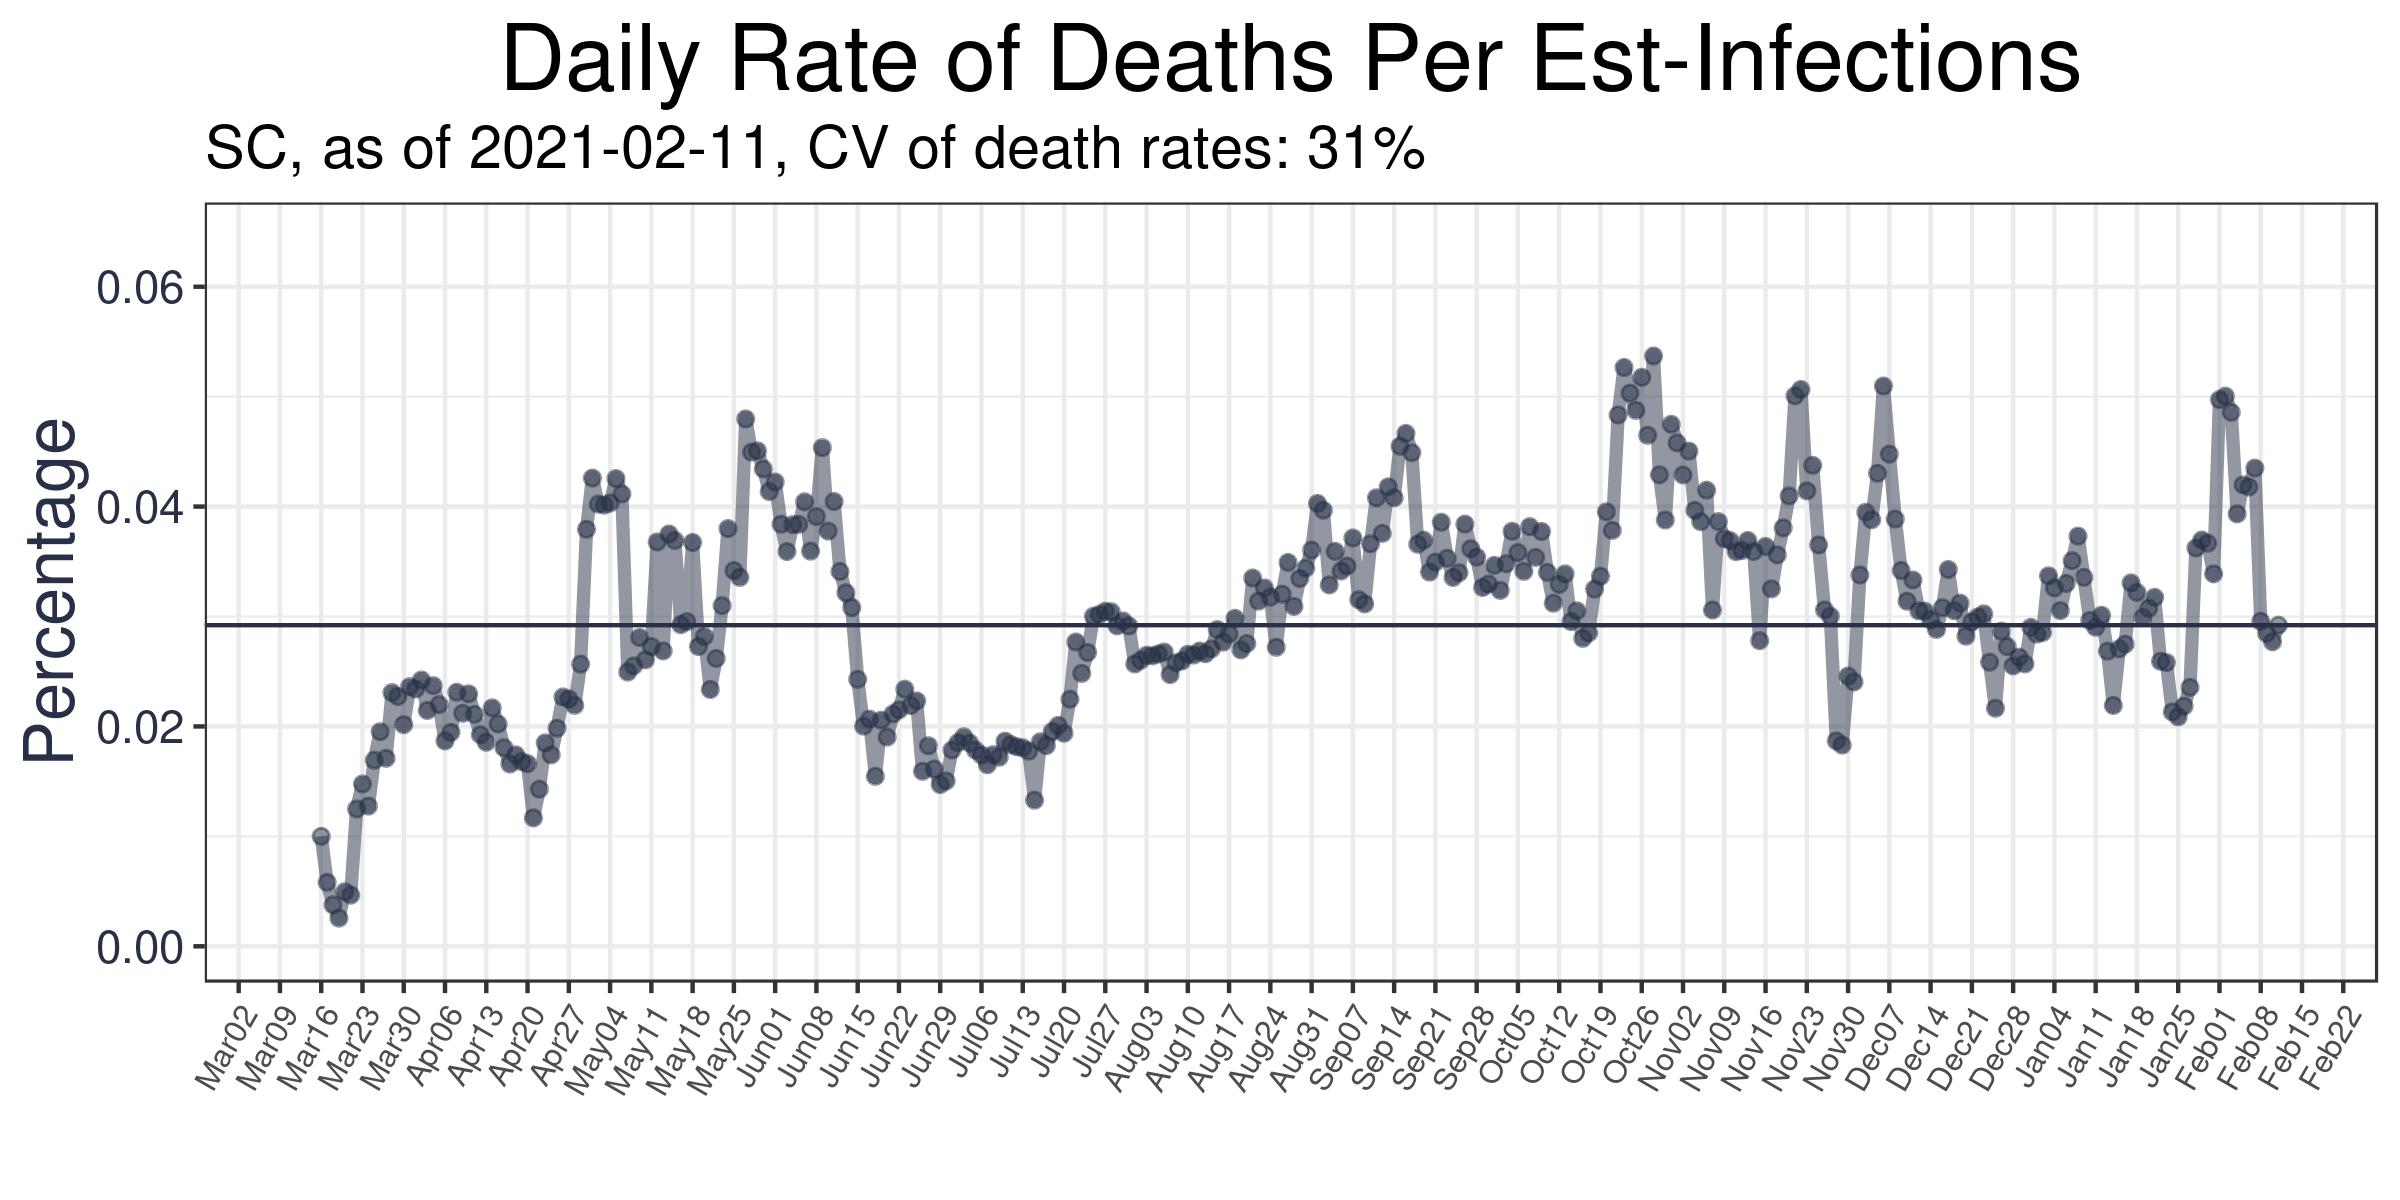 Daily Rate of Deaths Per Est-Infections
SC, as of 2021-02-11, CV of death rates: 31%
Percentage
0.06
0.04
0.02
0.00
Mar02
Mar09
Mar16
Mar23
Mar30
Apr06
Apr13
Apr20
Apr27
May04
May11
May18
May25
Jun01
Jun08
Jun15
Jun22
Jun29
Jul06
Jul13
Jul20
Jul27
Aug03
Aug10
Aug17
Aug24
Aug31
Sep07
Sep14
Sep21
Sep28
Oct05
Oct12
Oct19
Oct26
Nov02
Nov09
Nov16
Nov23
Nov30
Dec07
Dec14
Dec21
Dec28
Jan04
Jan11
Jan18
Jan25
Feb01
Feb08
Feb15
Feb22